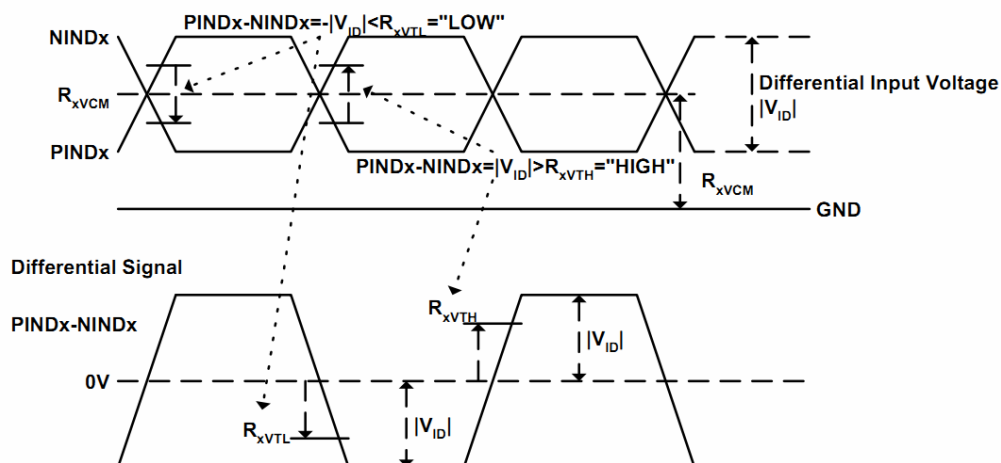 PINDx-NINDx=-|VID|<RxVTL="LOW"
NINDx
RxVCM
Differential Input Voltage
|VID|
PINDx
PINDx-NINDx=|VID|>RxVTH="HIGH"
RxVCM
GND
Differential Signal
PINDx-NINDx
RxVTH
|VID|
0V
RxVTL
|VID|